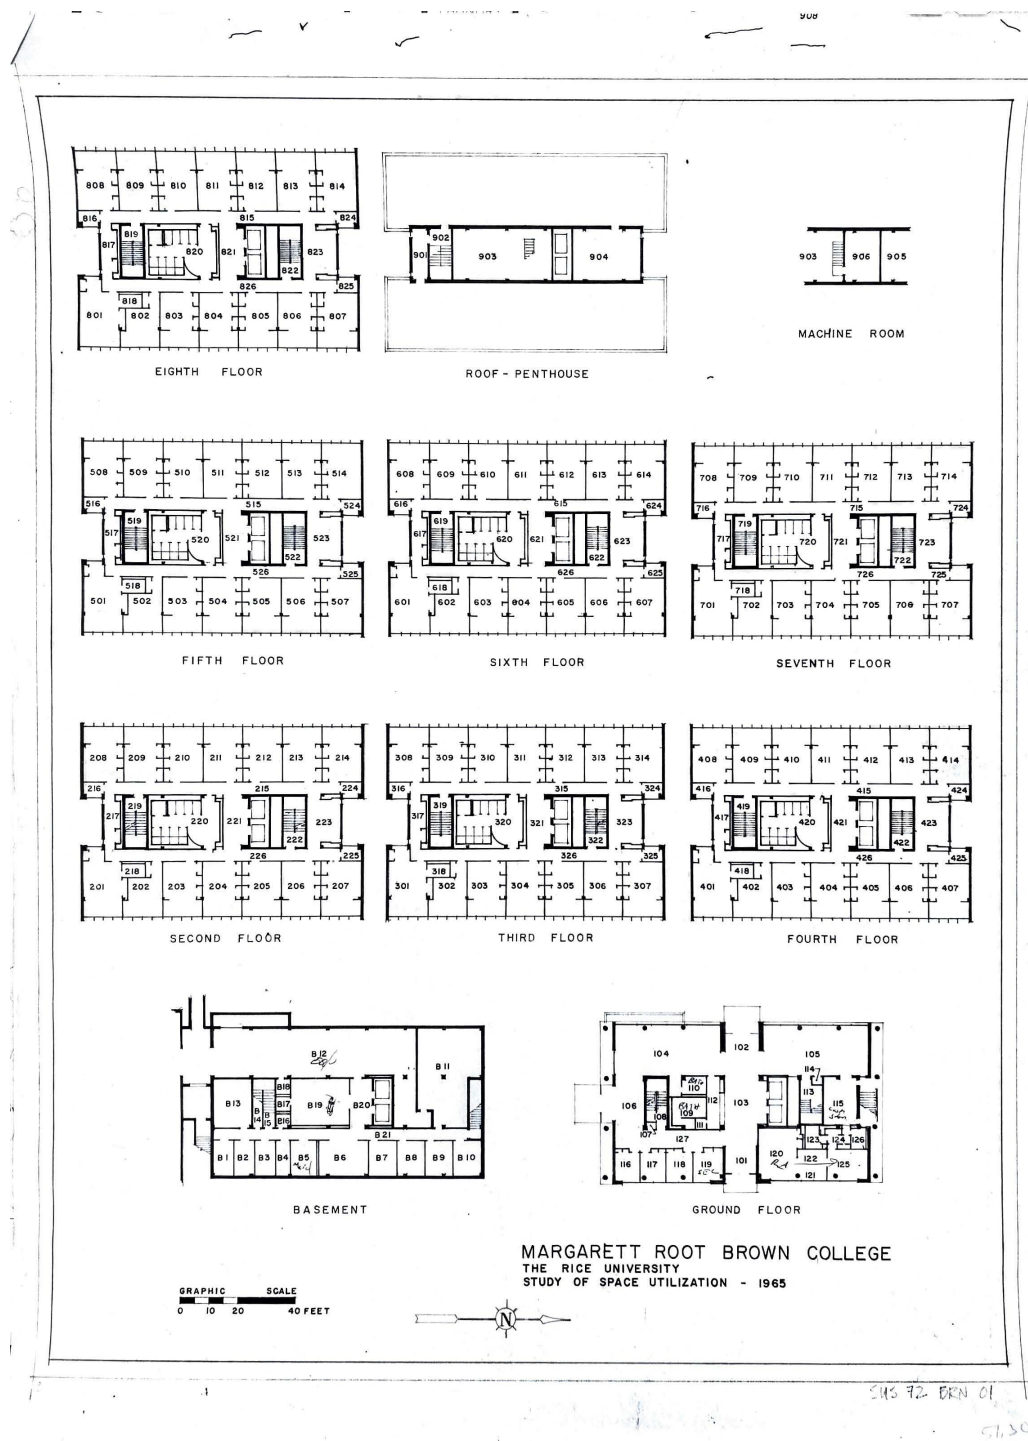 908
808 809 810 811 812 813 814
816 815 824
817 819 820 821 822 823
826 825
818
801 802 803 804 805 806 807
EIGHTH FLOOR
901 902 903 904
ROOF - PENTHOUSE
903 906 905
MACHINE ROOM
508 509 510 511 512 513 514
516 515 524
517 519 520 521 522 523
526 525
518
501 502 503 504 505 506 507
FIFTH FLOOR
608 609 610 611 612 613 614
616 615 624
617 619 620 621 622 623
626 625
618
601 602 603 604 605 606 607
SIXTH FLOOR
708 709 710 711 712 713 714
716 715 724
717 719 720 721 722 723
726 725
718
701 702 703 704 705 706 707
SEVENTH FLOOR
208 209 210 211 212 213 214
216 215 224
217 219 220 221 222 223
226 225
218
201 202 203 204 205 206 207
SECOND FLOOR
308 309 310 311 312 313 314
316 315 324
317 319 320 321 322 323
326 325
318
301 302 303 304 305 306 307
THIRD FLOOR
408 409 410 411 412 413 414
416 415 424
417 419 420 421 422 423
426 425
418
401 402 403 404 405 406 407
FOURTH FLOOR
B12 B11
B13 B14 B15 B18 B17 B16 B19 B20
B21
B1 B2 B3 B4 B5 B6 B7 B8 B9 B10
BASEMENT
102
104 105
114
106 108 110 109 111 112 103 113 115
107 127
123 124 126
116 117 118 119 101 120 122 125
SEC RA
121
GROUND FLOOR
MARGARETT ROOT BROWN COLLEGE
THE RICE UNIVERSITY
STUDY OF SPACE UTILIZATION - 1965
GRAPHIC SCALE
0 10 20 40 FEET
N
SHS 72 BRN 01